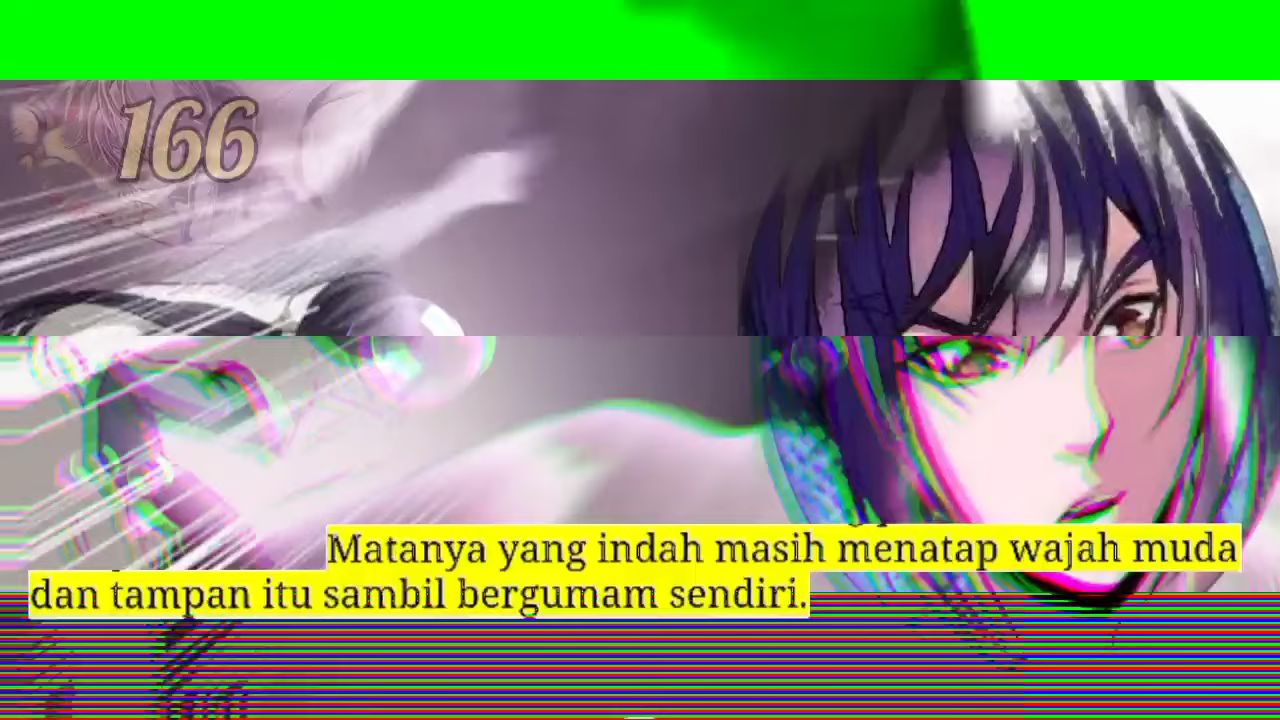 166
Matanya yang indah masih menatap wajah muda
dan tampan itu sambil bergumam sendiri.